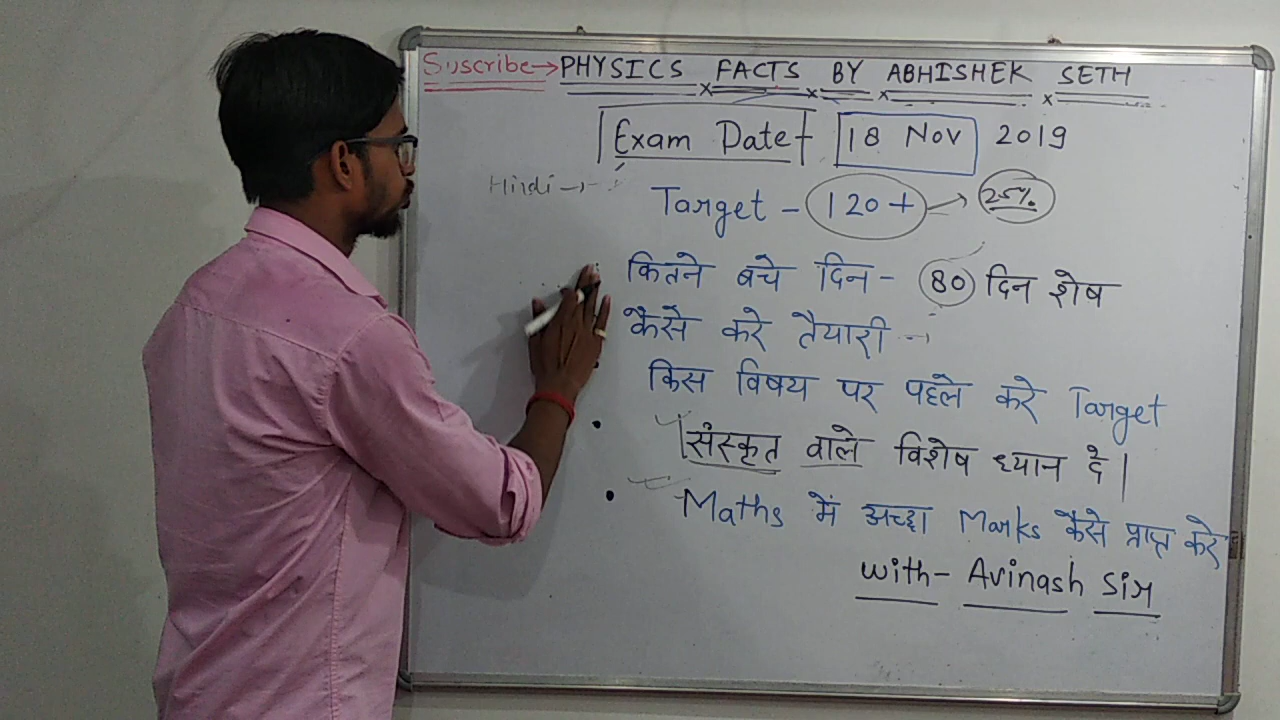 Suscribe→ PHYSICS FACTS BY ABHISHEK SETH
Exam Date 18 Nov 2019
Hindi →
Target - 120+ → 25%
कितने बचे दिन - 80 दिन शेष
कैसे करे तैयारी -
किस विषय पर पहले करे Target
संस्कृत वाले विशेष ध्यान दे।
Maths में अच्छा Marks कैसे प्राप्त करे
with - Avinash Sir